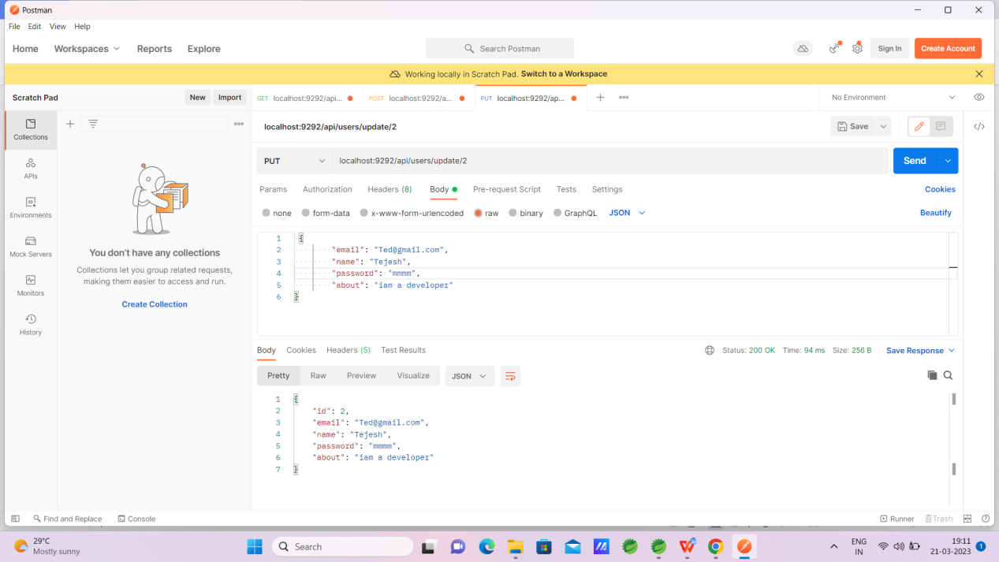 Postman
File Edit View Help
Home Workspaces Reports Explore Search Postman Sign In Create Account
Working locally in Scratch Pad. Switch to a Workspace
Scratch Pad New Import GET localhost:9292/api... POST localhost:9292/a... PUT localhost:9292/ap... No Environment
Collections
APIs
Environments
Mock Servers
Monitors
History
You don't have any collections
Collections let you group related requests,
making them easier to access and run.
Create Collection
localhost:9292/api/users/update/2 Save
PUT localhost:9292/api/users/update/2 Send
Params Authorization Headers (8) Body Pre-request Script Tests Settings Cookies
none form-data x-www-form-urlencoded raw binary GraphQL JSON Beautify
1 {
2 "email": "Ted@gmail.com",
3 "name": "Tejesh",
4 "password": "mmmm",
5 "about": "iam a developer"
6 }
Body Cookies Headers (5) Test Results Status: 200 OK Time: 94 ms Size: 256 B Save Response
Pretty Raw Preview Visualize JSON
1 {
2 "id": 2,
3 "email": "Ted@gmail.com",
4 "name": "Tejesh",
5 "password": "mmmm",
6 "about": "iam a developer"
7 }
Find and Replace Console Runner Trash
29°C
Mostly sunny
Search
ENG
IN
19:11
21-03-2023
1